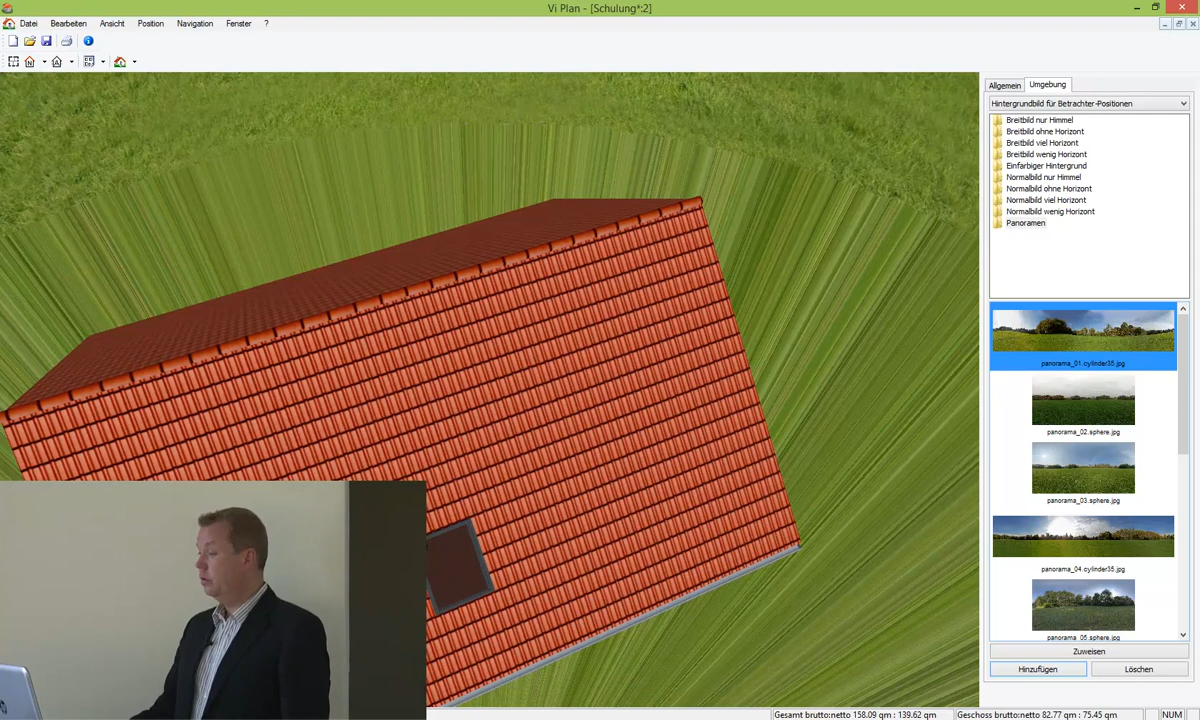 Vi Plan - [Schulung*:2]
Datei Bearbeiten Ansicht Position Navigation Fenster ?
Allgemein Umgebung
Hintergrundbild für Betrachter-Positionen
Breitbild nur Himmel
Breitbild ohne Horizont
Breitbild viel Horizont
Breitbild wenig Horizont
Einfarbiger Hintergrund
Normalbild nur Himmel
Normalbild ohne Horizont
Normalbild viel Horizont
Normalbild wenig Horizont
Panoramen
panorama_01.cylinder35.jpg
panorama_02.sphere.jpg
panorama_03.sphere.jpg
panorama_04.cylinder35.jpg
panorama_05.sphere.jpg
Zuweisen
Hinzufügen Löschen
Gesamt brutto:netto 158.09 qm : 139.62 qm Geschoss brutto:netto 82.77 qm : 75.45 qm NUM